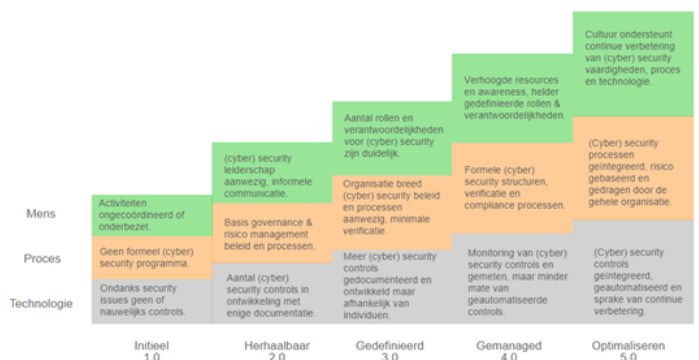 Mens
Proces
Technologie
Activiteiten
ongecoördineerd of
onderbezet.
Geen formeel (cyber)
security programma.
Ondanks security
issues geen of
nauwelijks controls.
Initieel
1.0
(cyber) security
leiderschap
aanwezig, informele
communicatie.
Basis governance &
risico management
beleid en processen.
Aantal (cyber)
security controls in
ontwikkeling met
enige documentatie.
Herhaalbaar
2.0
Aantal rollen en
verantwoordelijkheden
voor (cyber) security
zijn duidelijk.
Organisatie breed
(cyber) security beleid
en processen
aanwezig, minimale
verificatie.
Meer (cyber) security
controls
gedocumenteerd en
ontwikkeld maar
afhankelijk van
individuen.
Gedefinieerd
3.0
Verhoogde resources
en awareness, helder
gedefinieerde rollen &
verantwoordelijkheden.
Formele (cyber)
security structuren,
verificatie en
compliance processen.
Monitoring van (cyber)
security controls en
gemeten, maar minder
mate van
geautomatiseerde
controls.
Gemanaged
4.0
Cultuur ondersteunt
continue verbetering
van (cyber) security
vaardigheden, proces
en technologie.
(Cyber) security
processen
geïntegreerd, risico
gebaseerd en
gedragen door de
gehele organisatie.
(Cyber) security
controls
geïntegreerd,
geautomatiseerd en
sprake van continue
verbetering.
Optimaliseren
5.0